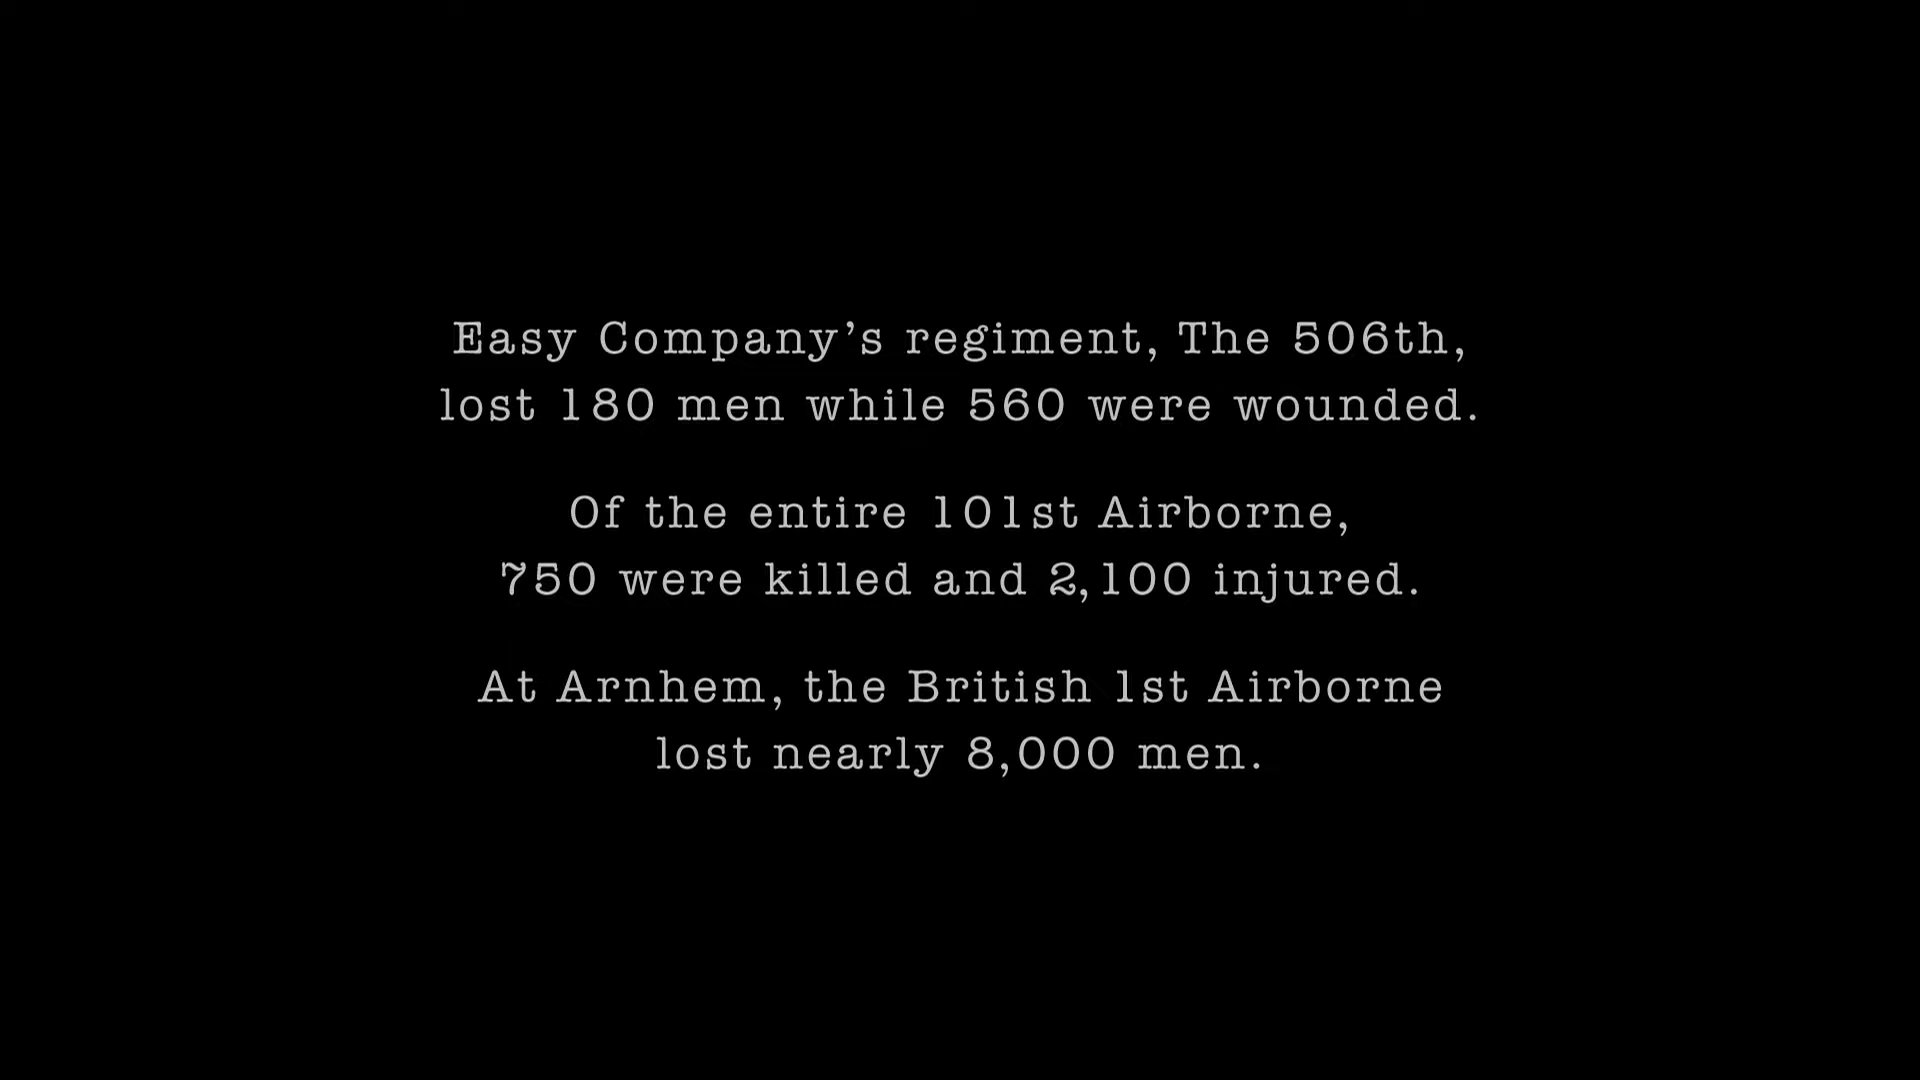 Easy Company’s regiment, The 506th,
lost 180 men while 560 were wounded.
Of the entire 101st Airborne,
750 were killed and 2,100 injured.
At Arnhem, the British 1st Airborne
lost nearly 8,000 men.